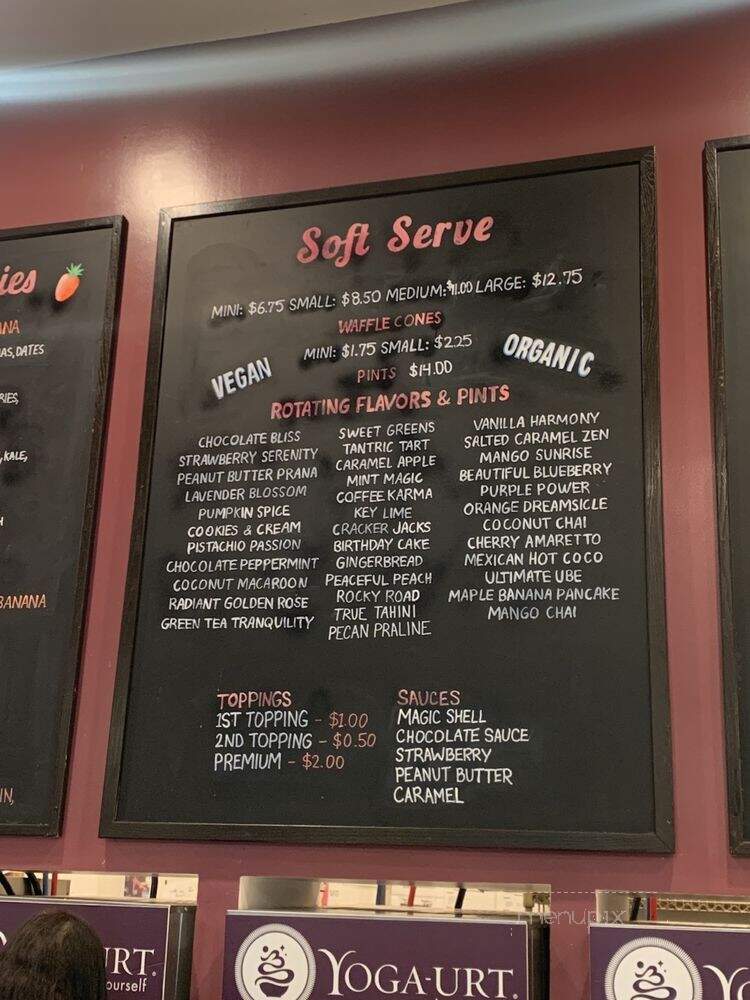 ies
ANA
AS, DATES
RIES,
, KALE,
H
BANANA
IN,
Soft Serve
MINI: $6.75 SMALL: $8.50 MEDIUM: $11.00 LARGE: $12.75
WAFFLE CONES
MINI: $1.75 SMALL: $2.25
VEGAN
ORGANIC
PINTS $14.00
ROTATING FLAVORS & PINTS
CHOCOLATE BLISS
STRAWBERRY SERENITY
PEANUT BUTTER PRANA
LAVENDER BLOSSOM
PUMPKIN SPICE
COOKIES & CREAM
PISTACHIO PASSION
CHOCOLATE PEPPERMINT
COCONUT MACAROON
RADIANT GOLDEN ROSE
GREEN TEA TRANQUILITY
SWEET GREENS
TANTRIC TART
CARAMEL APPLE
MINT MAGIC
COFFEE KARMA
KEY LIME
CRACKER JACKS
BIRTHDAY CAKE
GINGERBREAD
PEACEFUL PEACH
ROCKY ROAD
TRUE TAHINI
PECAN PRALINE
VANILLA HARMONY
SALTED CARAMEL ZEN
MANGO SUNRISE
BEAUTIFUL BLUEBERRY
PURPLE POWER
ORANGE DREAMSICLE
COCONUT CHAI
CHERRY AMARETTO
MEXICAN HOT COCO
ULTIMATE UBE
MAPLE BANANA PANCAKE
MANGO CHAI
TOPPINGS
1ST TOPPING - $1.00
2ND TOPPING - $0.50
PREMIUM - $2.00
SAUCES
MAGIC SHELL
CHOCOLATE SAUCE
STRAWBERRY
PEANUT BUTTER
CARAMEL
menupix
URT.
ourself
YOGA-URT.
YOGA